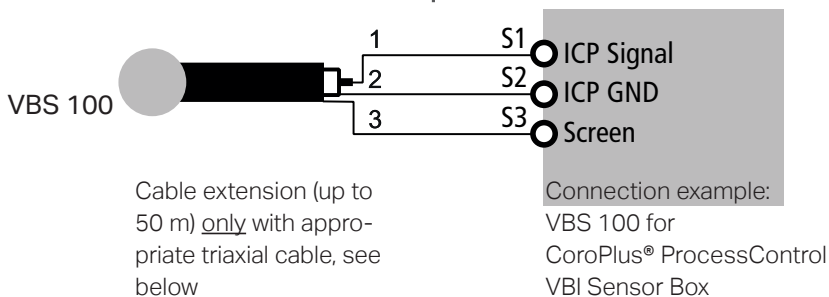 1 S1 ICP Signal
2 S2 ICP GND
VBS 100
3 S3 Screen
Cable extension (up to
50 m) only with appro-
priate triaxial cable, see
below
Connection example:
VBS 100 for
CoroPlus® ProcessControl
VBI Sensor Box